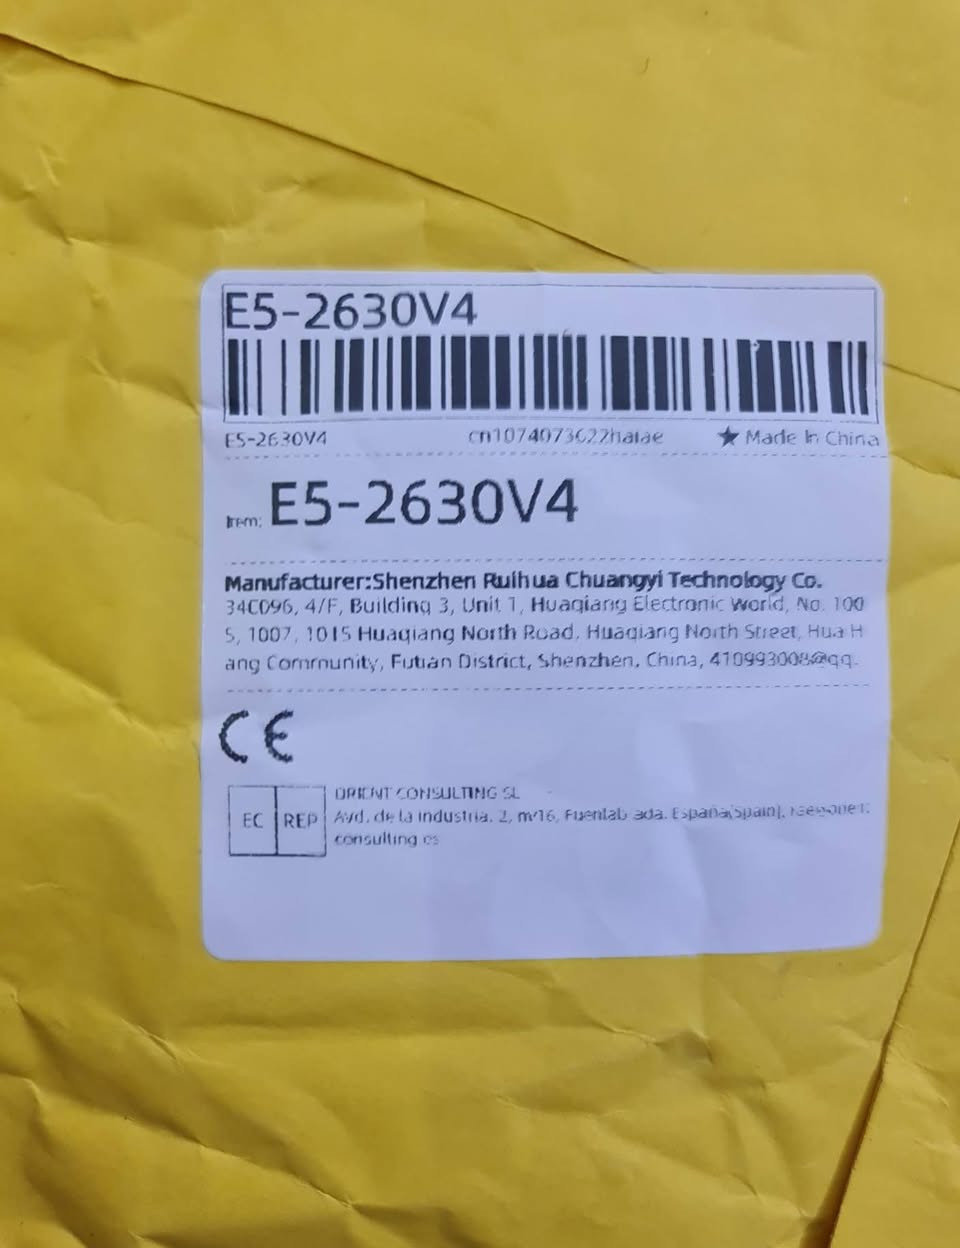 E5-2630V4
E5-2630V4 cn1074073622haiae ★ Made In China
Item: E5-2630V4
Manufacturer:Shenzhen Ruihua Chuangyi Technology Co.
34C096, 4/F, Building 3, Unit 1, Huaqiang Electronic World, No. 100
5, 1007, 1015 Huaqiang North Road, Huaqiang North Street, Hua H
ang Community, Futian District, Shenzhen, China, 410993008@qq.
CE
EC REP
ORIENT CONSULTING SL
Avd. de la industria. 2, m/16, España(Spain),
consulting es